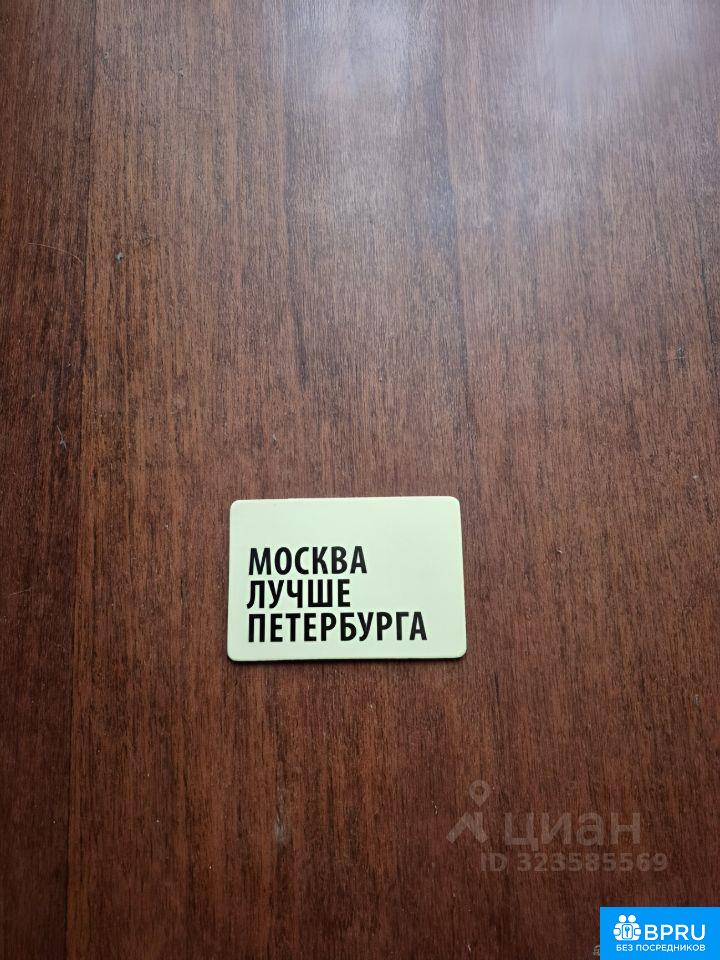 МОСКВА
ЛУЧШЕ
ПЕТЕРБУРГА
циан
ID 323585569
BPRU
БЕЗ ПОСРЕДНИКОВ